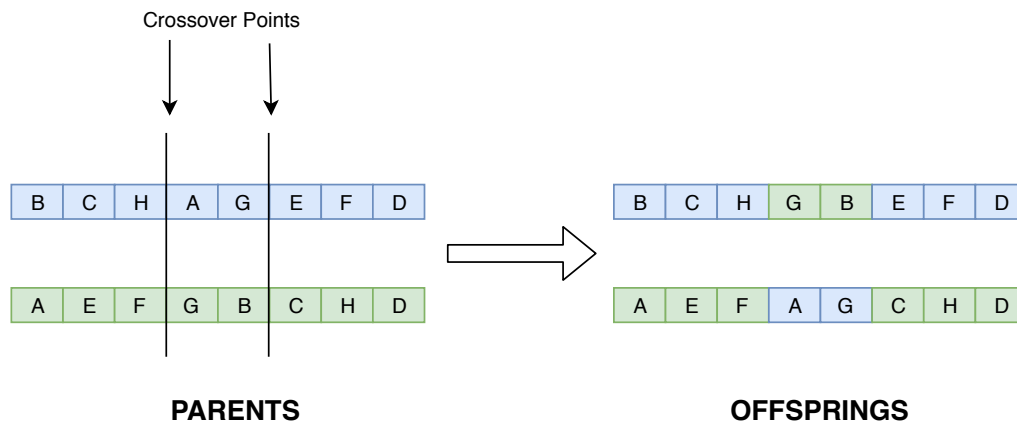 Crossover Points
B C H A G E F D
B C H G B E F D
A E F G B C H D
A E F A G C H D
PARENTS
OFFSPRINGS